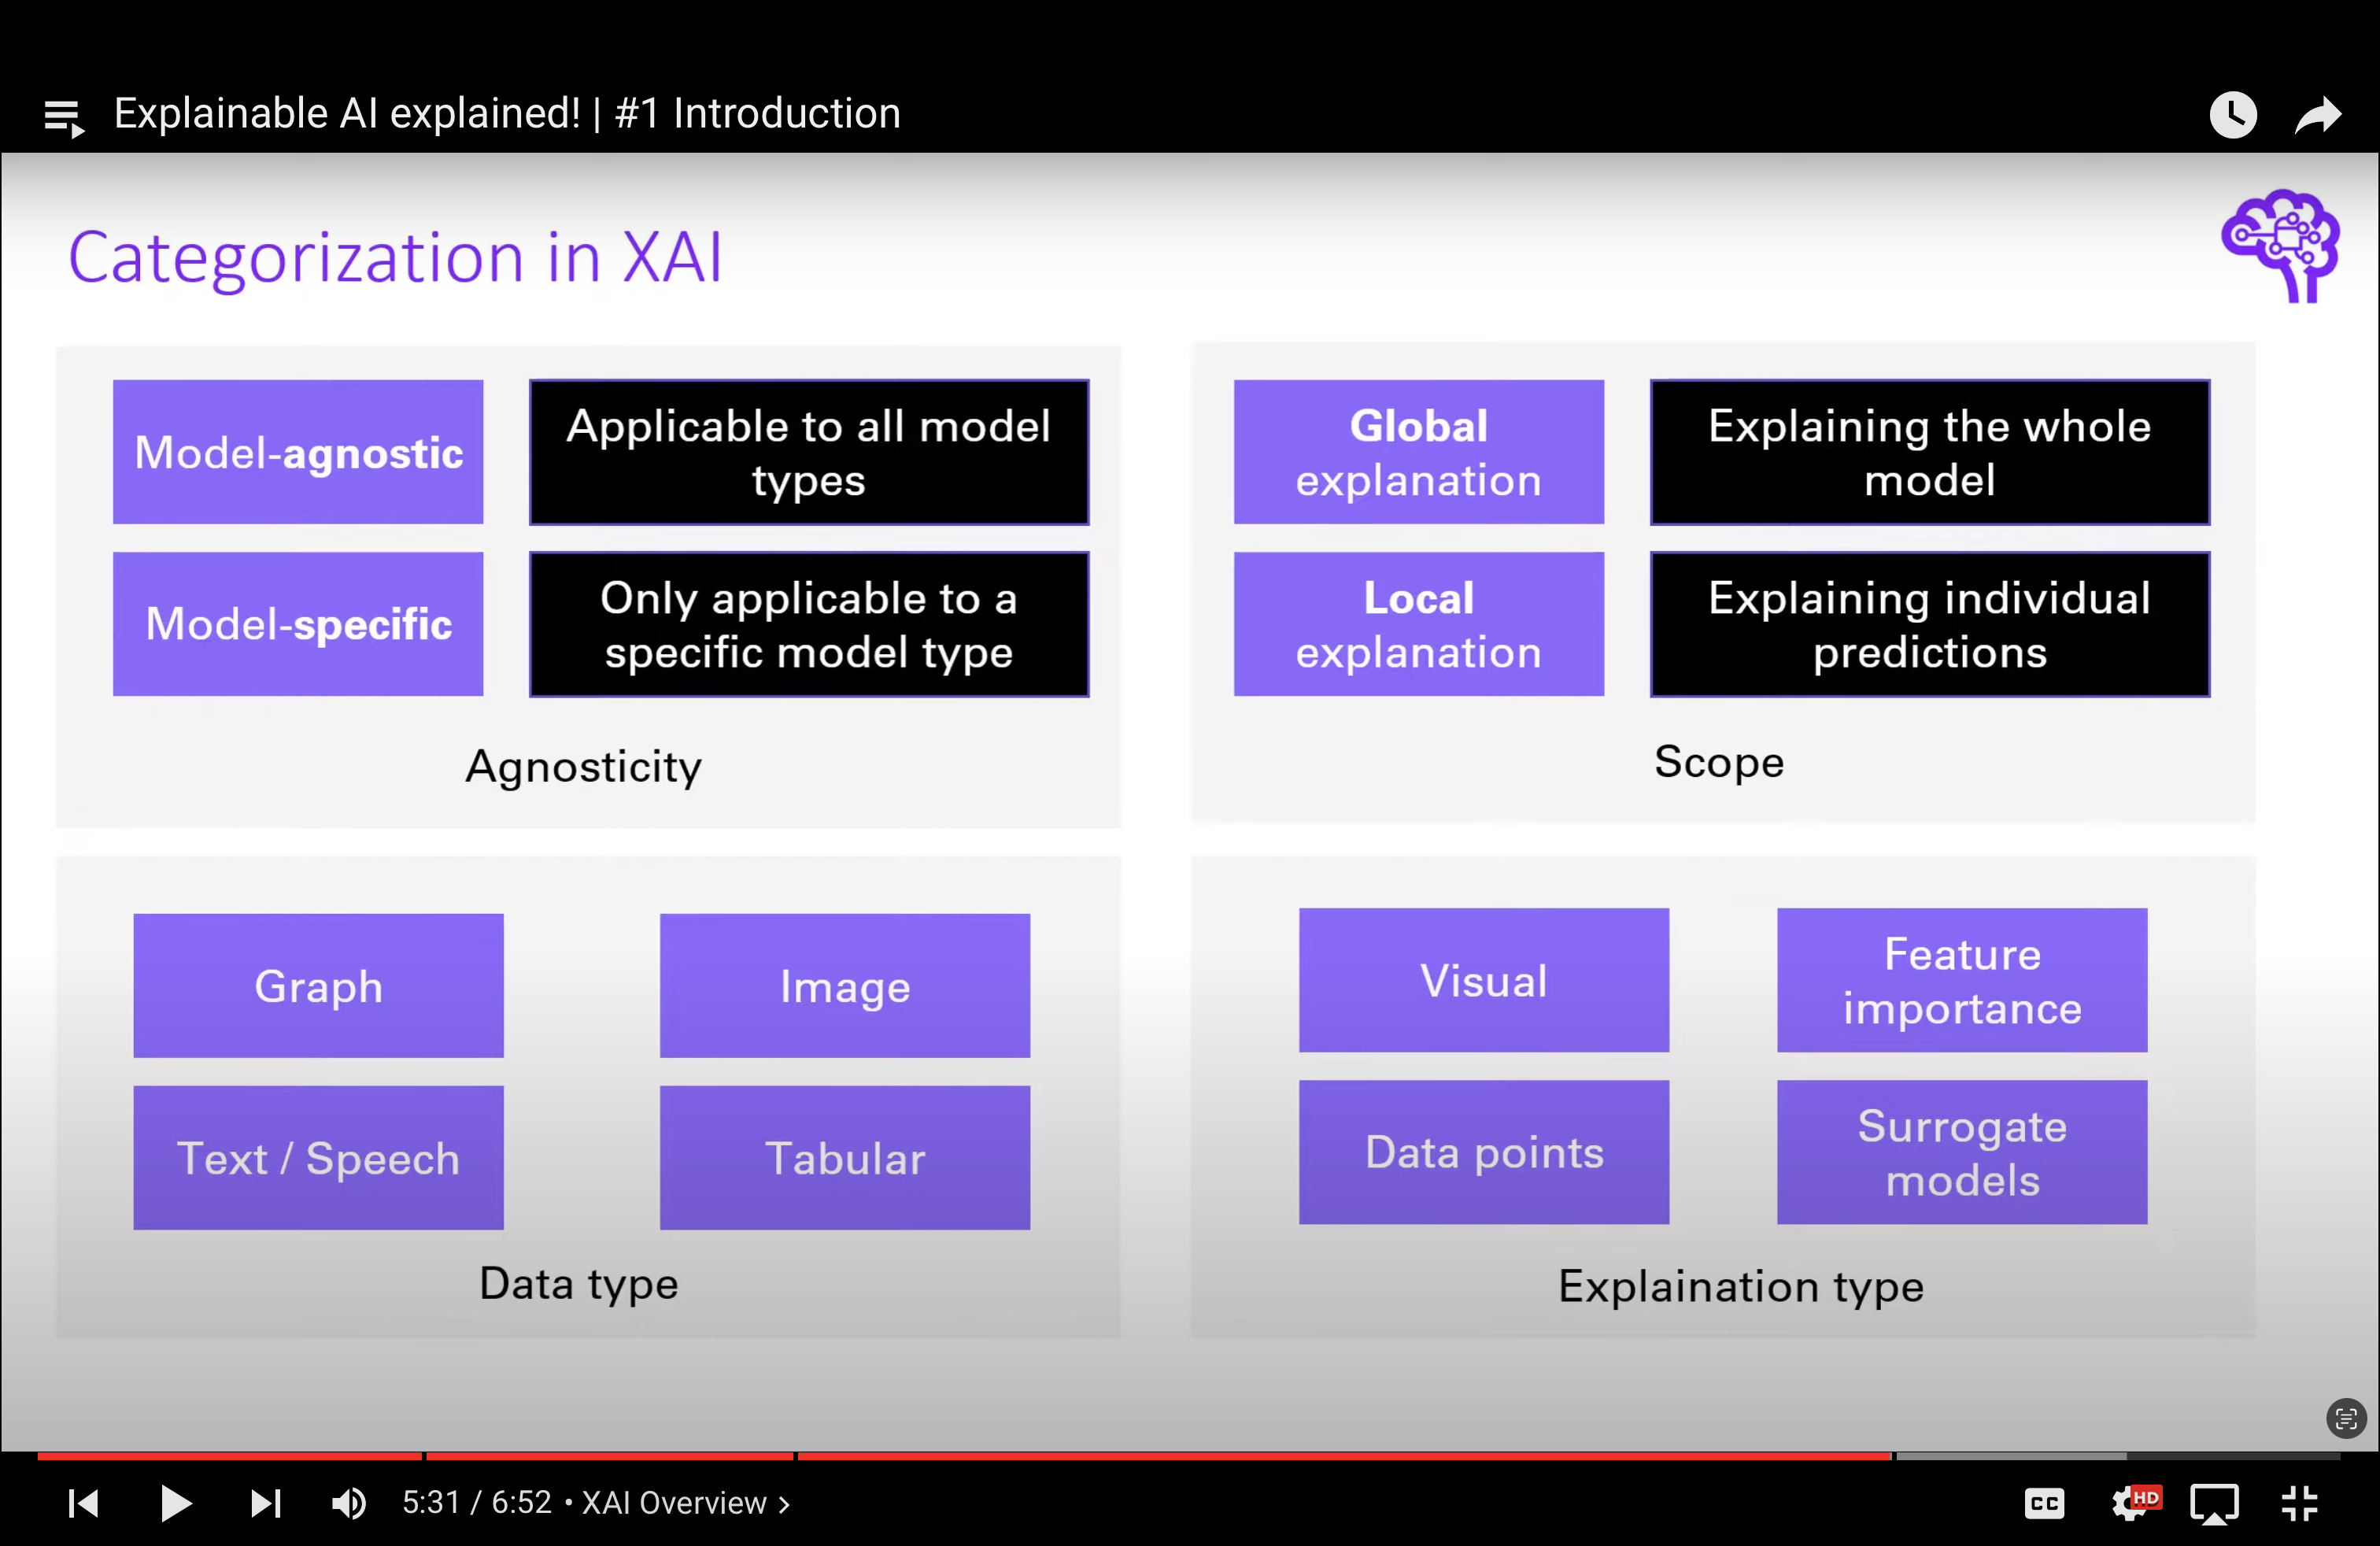 Explainable AI explained! | #1 Introduction
Categorization in XAI
Model-agnostic
Applicable to all model
types
Model-specific
Only applicable to a
specific model type
Agnosticity
Global
explanation
Explaining the whole
model
Local
explanation
Explaining individual
predictions
Scope
Graph
Image
Text / Speech
Tabular
Data type
Visual
Feature
importance
Data points
Surrogate
models
Explaination type
5:31 / 6:52 • XAI Overview >
CC
HD